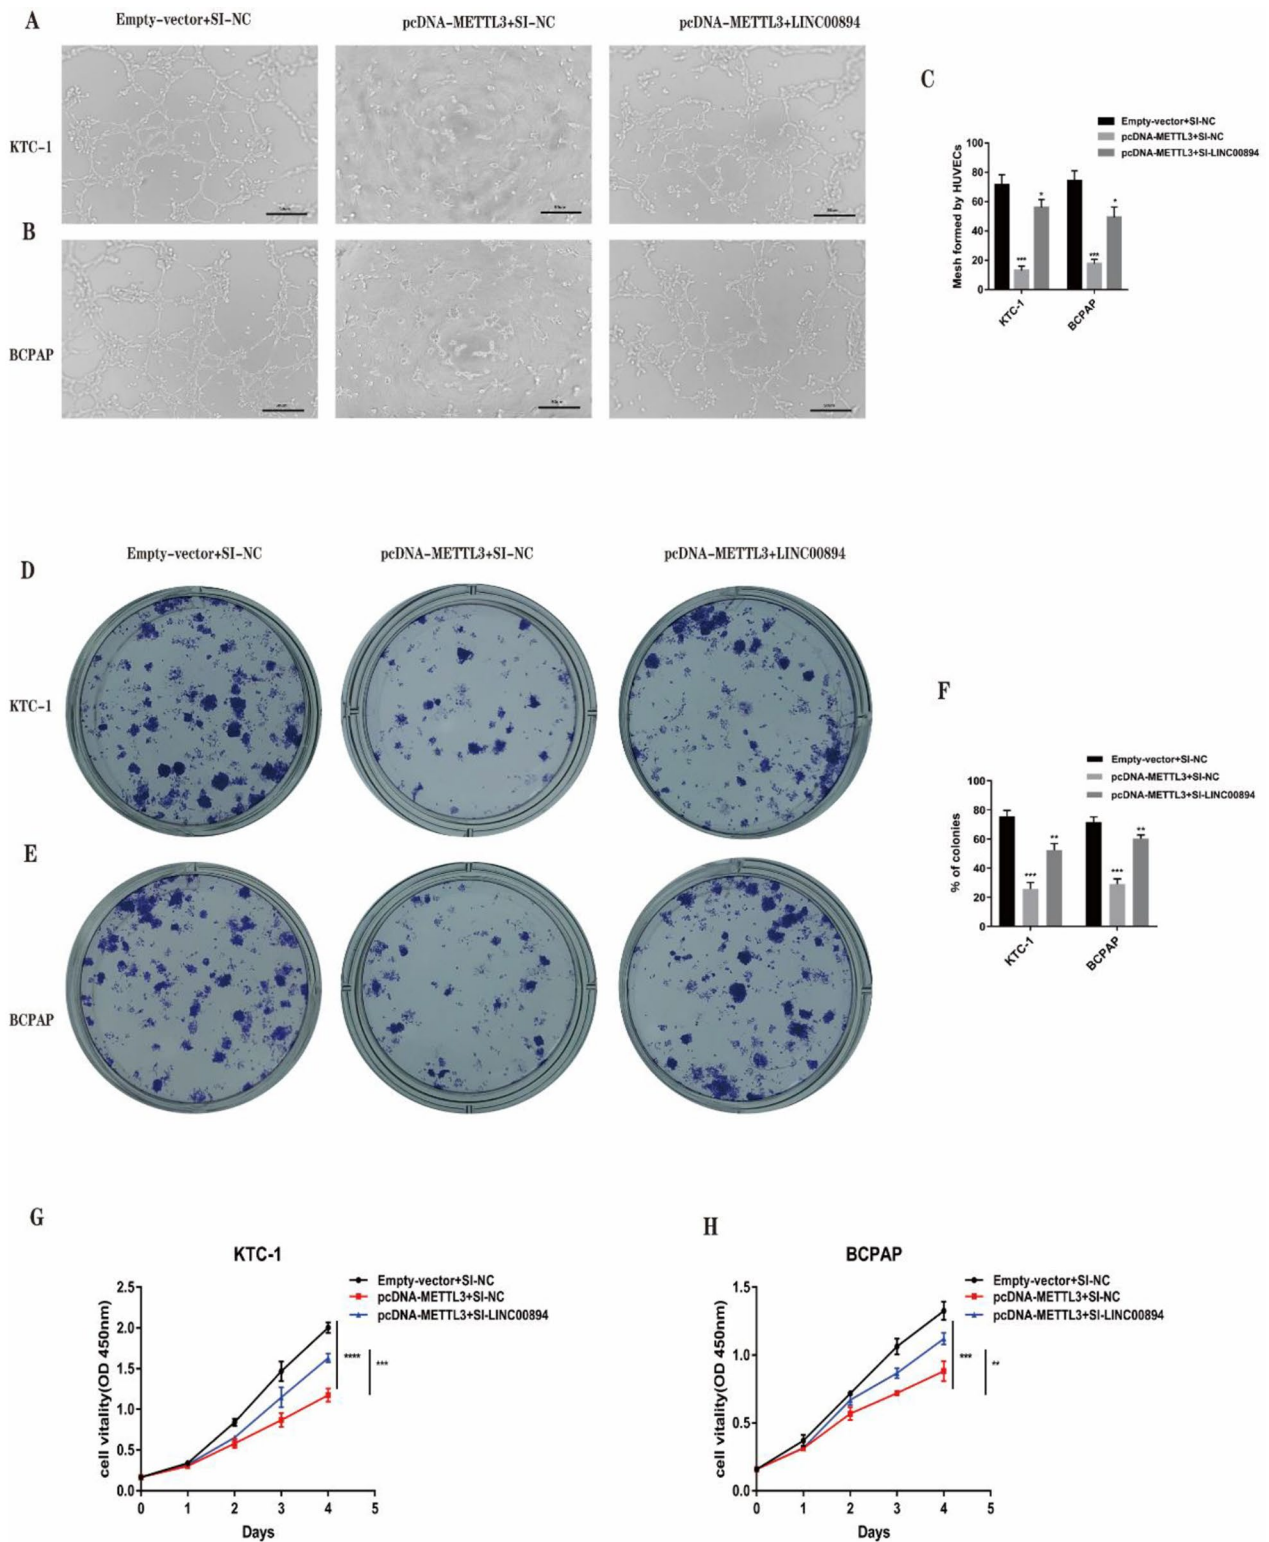 A
Empty-vector+SI-NC
pcDNA-METTL3+SI-NC
pcDNA-METTL3+LINC00894
KTC-1
B
BCPAP
C
Empty-vector+SI-NC
pcDNA-METTL3+SI-NC
pcDNA-METTL3+SI-LINC00894
Mesh formed by HUVECs
100
80
60
40
20
0
***
*
***
*
KTC-1
BCPAP
Empty-vector+SI-NC
pcDNA-METTL3+SI-NC
pcDNA-METTL3+LINC00894
D
KTC-1
E
BCPAP
F
Empty-vector+SI-NC
pcDNA-METTL3+SI-NC
pcDNA-METTL3+SI-LINC00894
% of colonies
100
80
60
40
20
0
***
**
***
**
KTC-1
BCPAP
G
KTC-1
Empty-vector+SI-NC
pcDNA-METTL3+SI-NC
pcDNA-METTL3+SI-LINC00894
cell vitality(OD 450nm)
2.5
2.0
1.5
1.0
0.5
0.0
****
***
0 1 2 3 4 5
Days
H
BCPAP
Empty-vector+SI-NC
pcDNA-METTL3+SI-NC
pcDNA-METTL3+SI-LINC00894
cell vitality(OD 450nm)
1.5
1.0
0.5
0.0
***
**
0 1 2 3 4 5
Days